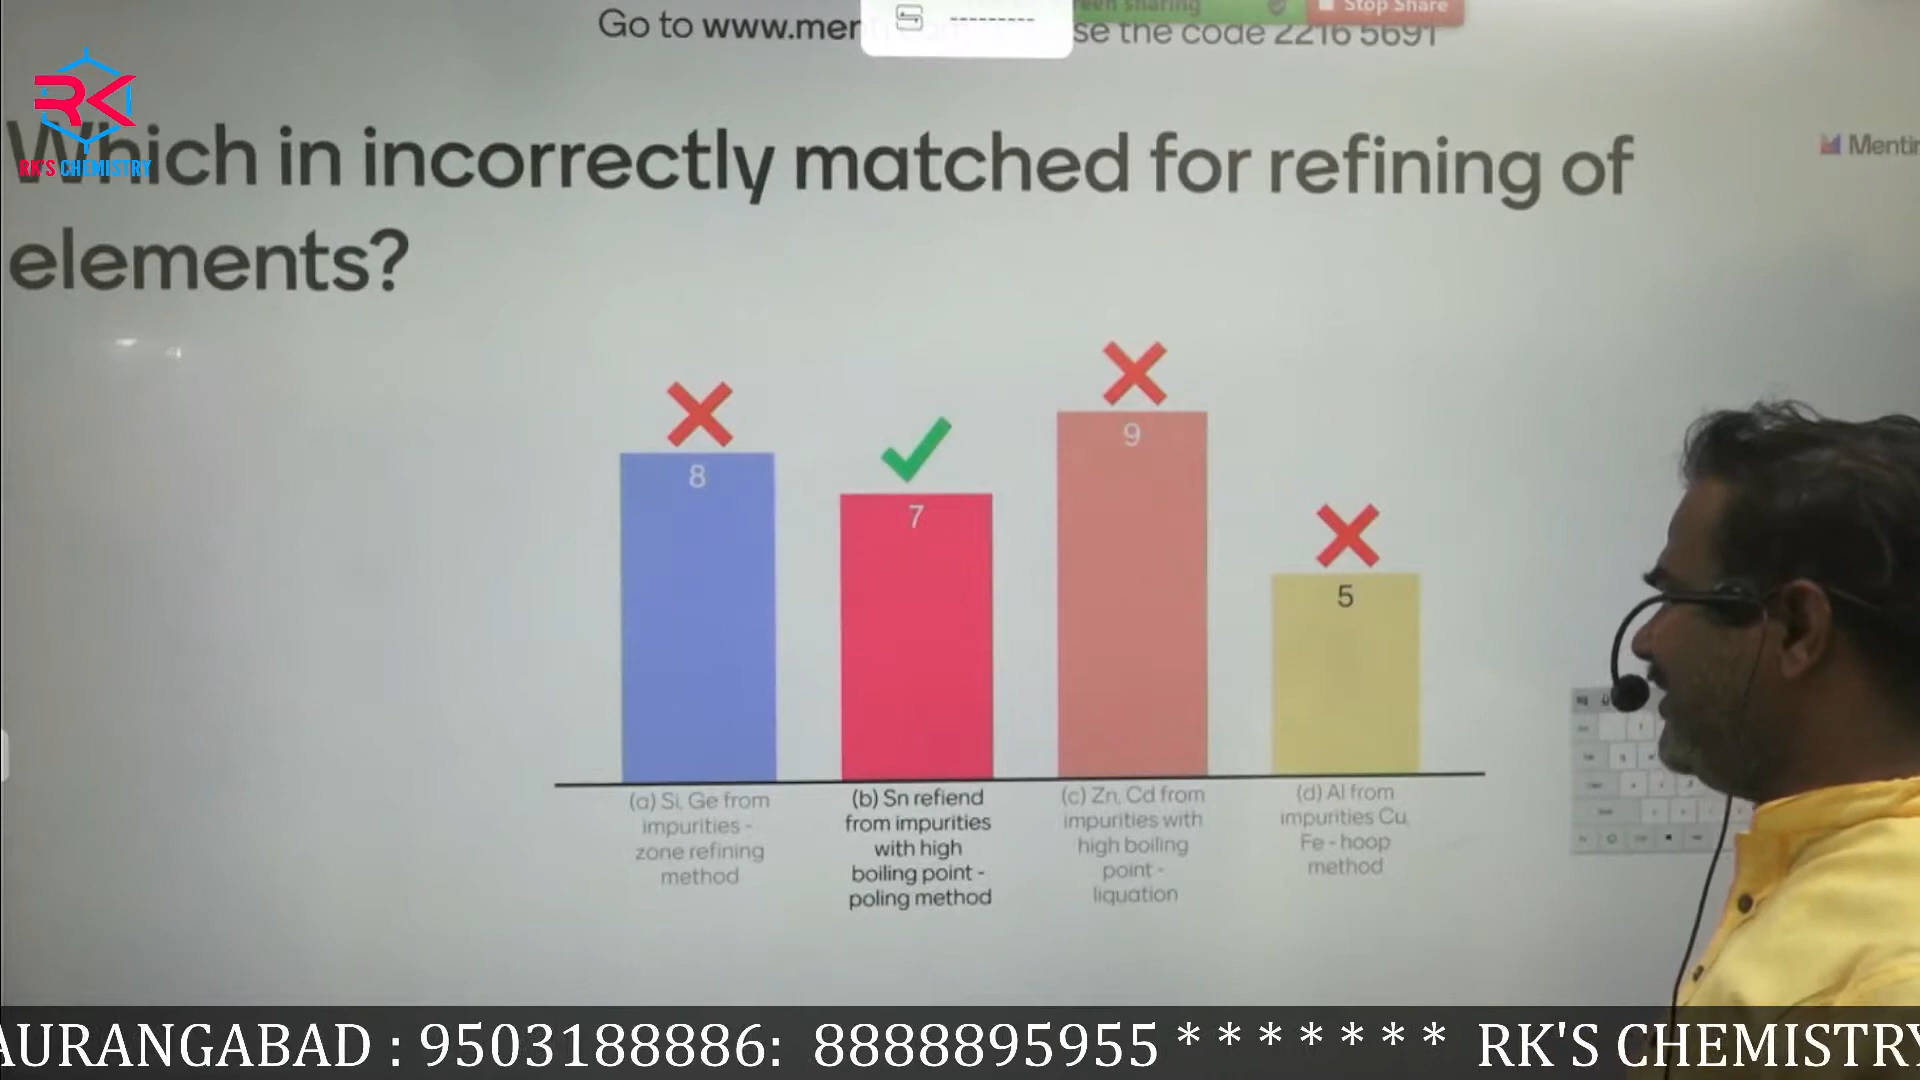 Go to www.men
se the code 2216 5691
een sharing
Stop Share
RK
RK'S CHEMISTRY
Mentin
Which in incorrectly matched for refining of
elements?
8
7
9
5
(a) Si, Ge from
impurities -
zone refining
method
(b) Sn refiend
from impurities
with high
boiling point -
poling method
(c) Zn, Cd from
impurities with
high boiling
point -
liquation
(d) Al from
impurities Cu,
Fe - hoop
method
AURANGABAD : 9503188886: 8888895955 * * * * * * * RK'S CHEMISTRY